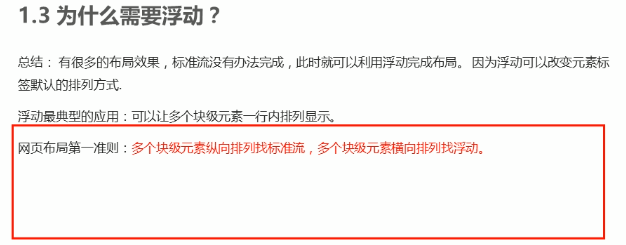 1.3 为什么需要浮动？
总结： 有很多的布局效果，标准流没有办法完成，此时就可以利用浮动完成布局。 因为浮动可以改变元素标
签默认的排列方式.
浮动最典型的应用：可以让多个块级元素一行内排列显示。
网页布局第一准则：多个块级元素纵向排列找标准流，多个块级元素横向排列找浮动。